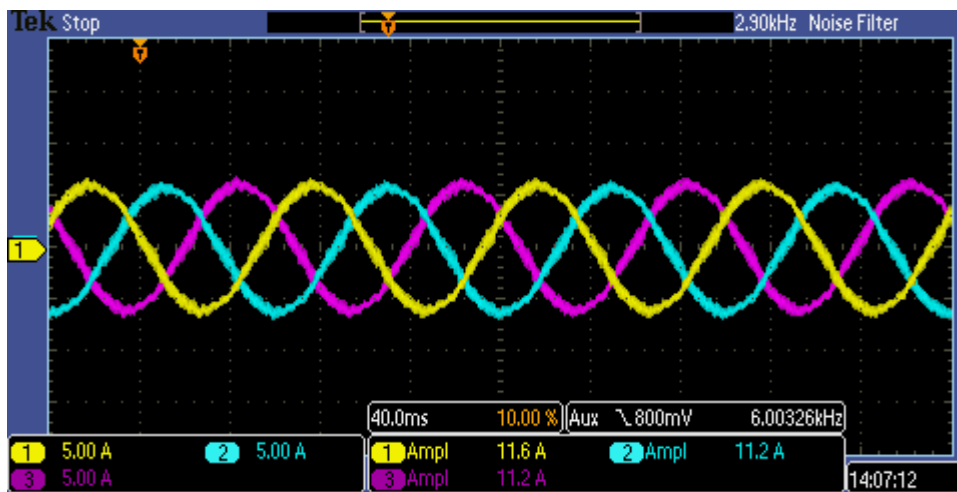 Tek Stop 2.90kHz Noise Filter
T
T
1
40.0ms 10.00 % Aux 800mV 6.00326kHz
1 5.00 A 2 5.00 A 1 Ampl 11.6 A 2 Ampl 11.2 A
3 5.00 A 3 Ampl 11.2 A 14:07:12